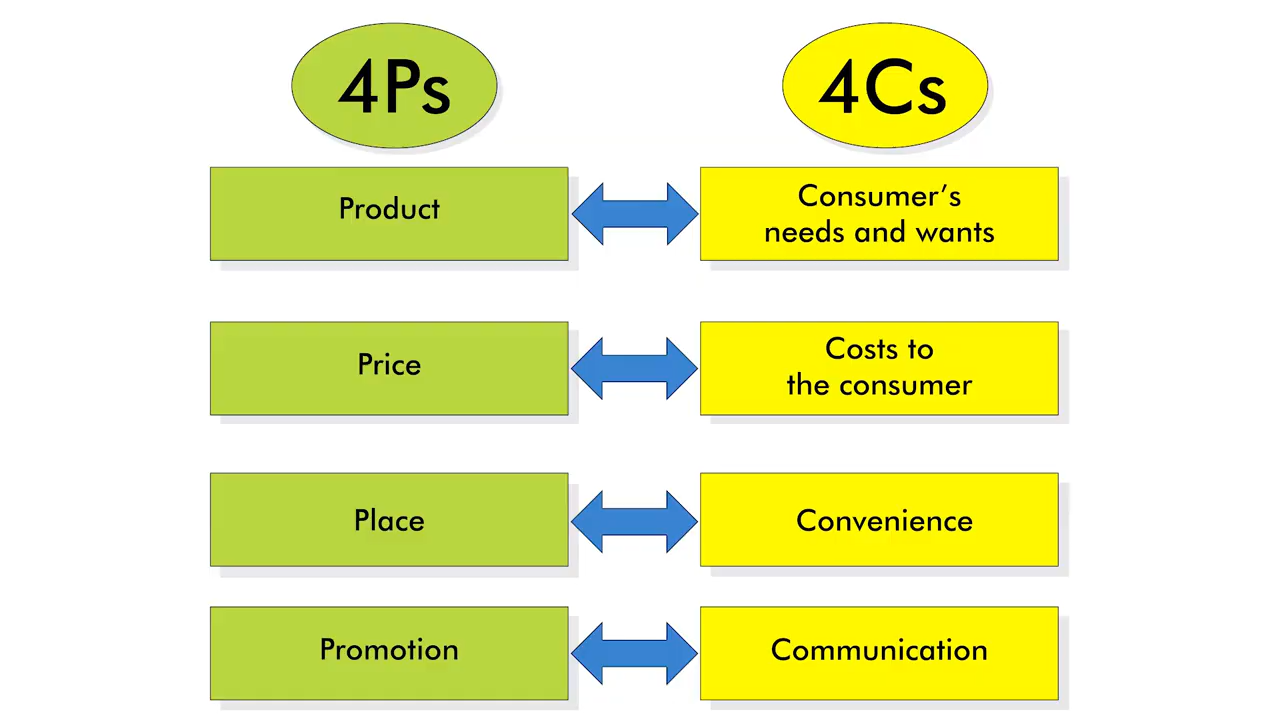 4Ps
4Cs
Product
Consumer’s
needs and wants
Price
Costs to
the consumer
Place
Convenience
Promotion
Communication